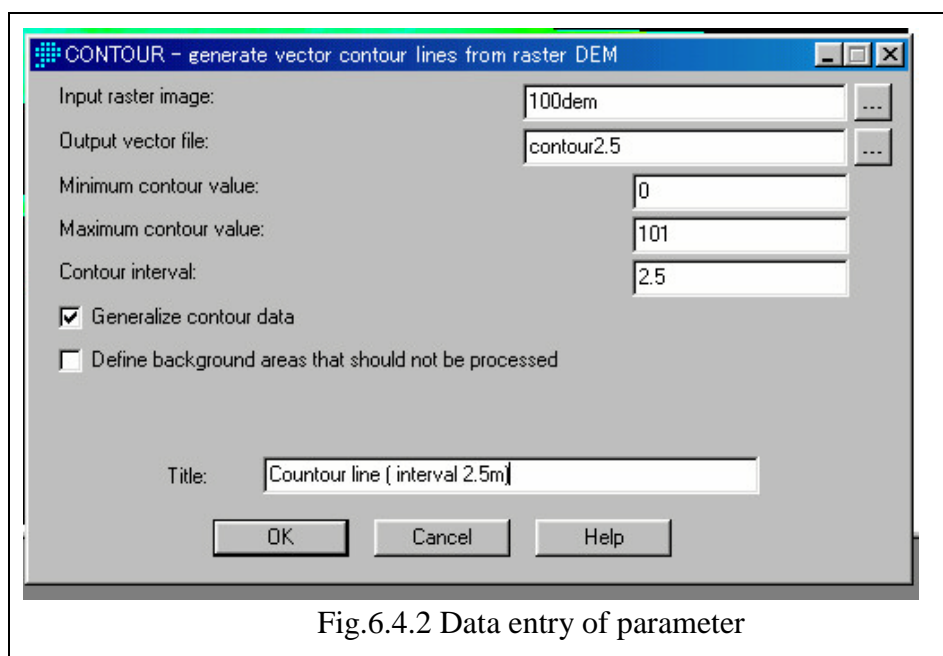 CONTOUR - generate vector contour lines from raster DEM
Input raster image: 100dem ...
Output vector file: contour2.5 ...
Minimum contour value: 0
Maximum contour value: 101
Contour interval: 2.5
Generalize contour data
Define background areas that should not be processed
Title: Countour line ( interval 2.5m)
OK Cancel Help
Fig.6.4.2 Data entry of parameter